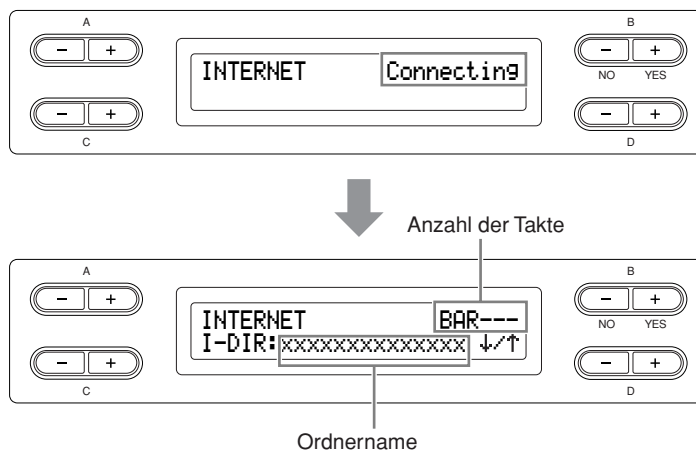 A
B
- +
INTERNET Connecting
- +
NO YES
- +
- +
C
D
Anzahl der Takte
A
B
- +
INTERNET BAR---
- +
NO YES
I-DIR:xxxxxxxxxxxxxx ↓/↑
- +
- +
C
D
Ordnername